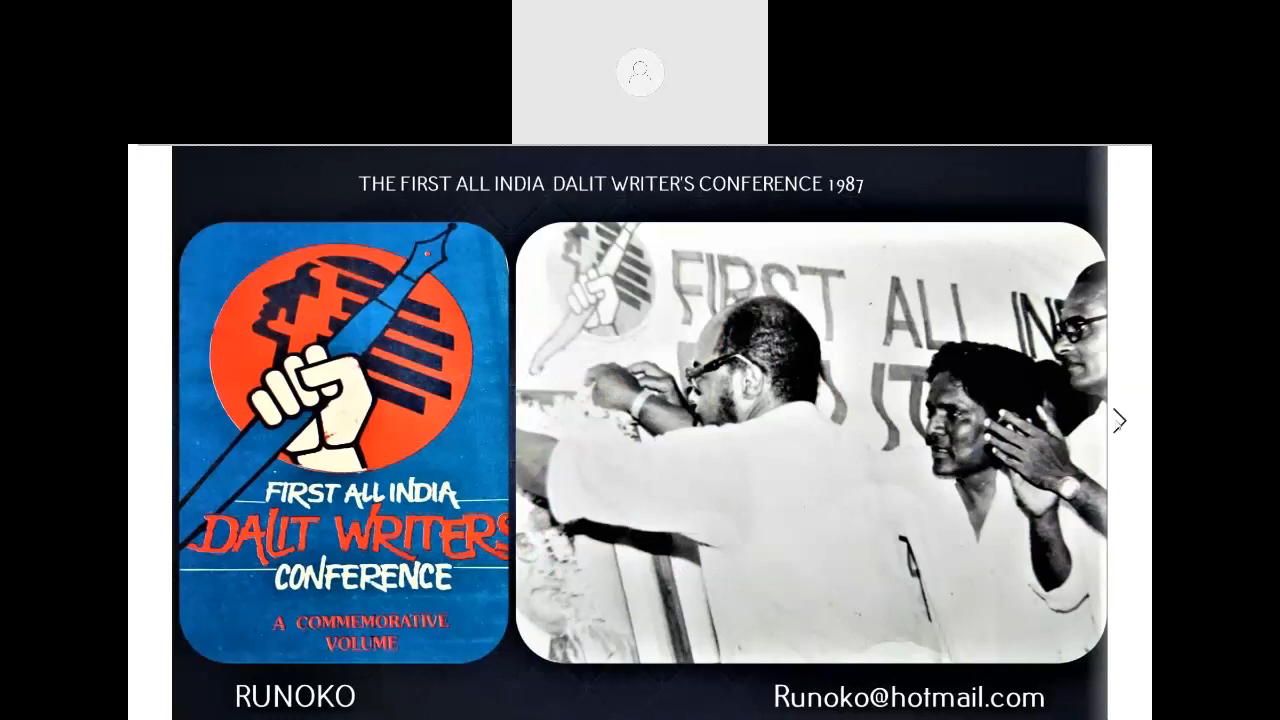 THE FIRST ALL INDIA DALIT WRITER'S CONFERENCE 1987
FIRST ALL INDIA
DALIT WRITERS
CONFERENCE
A COMMEMORATIVE
VOLUME
FIRST ALL
RUNOKO
Runoko@hotmail.com